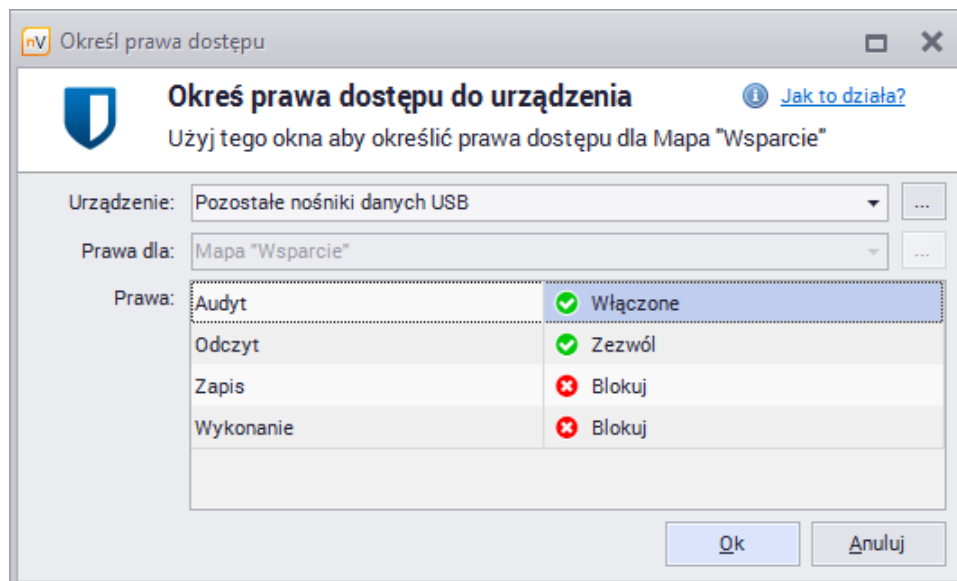 nV Określ prawa dostępu
Okreś prawa dostępu do urządzenia Jak to działa?
Użyj tego okna aby określić prawa dostępu dla Mapa "Wsparcie"
Urządzenie: Pozostałe nośniki danych USB ...
Prawa dla: Mapa "Wsparcie" ...
Prawa: Audyt Włączone
Odczyt Zezwól
Zapis Blokuj
Wykonanie Blokuj
Ok Anuluj